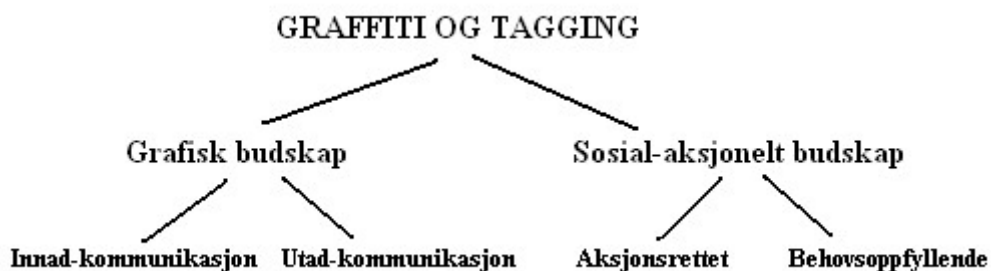 GRAFFITI OG TAGGING
Grafisk budskap Sosial-aksjonelt budskap
Innad-kommunikasjon Utad-kommunikasjon Aksjonsrettet Behovsoppfyllende